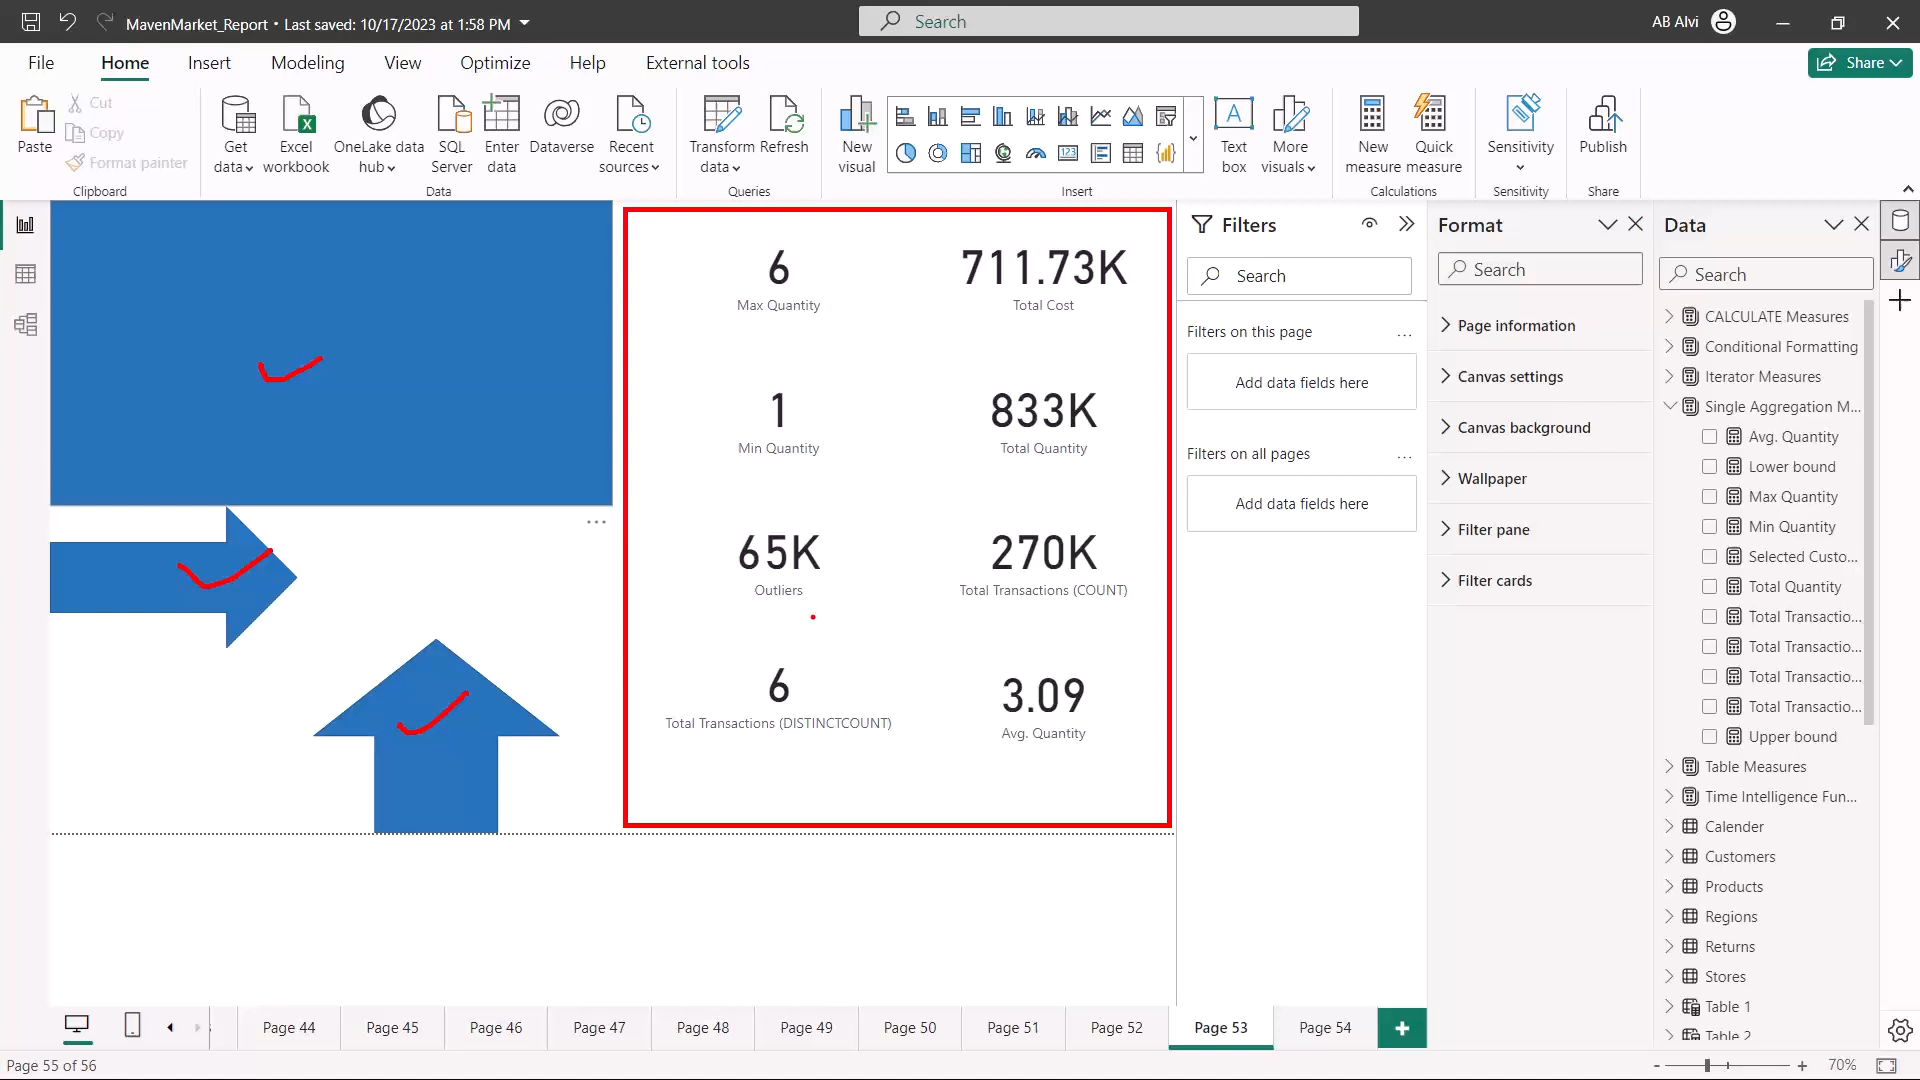 MavenMarket_Report • Last saved: 10/17/2023 at 1:58 PM
Search
AB Alvi
File
Home
Insert
Modeling
View
Optimize
Help
External tools
Share
Paste
Cut
Copy
Format painter
Clipboard
Get data
Excel workbook
OneLake data hub
SQL Server
Enter data
Dataverse
Recent sources
Data
Transform data
Refresh
Queries
New visual
Text box
More visuals
Insert
New measure
Quick measure
Calculations
Sensitivity
Sensitivity
Publish
Share
6
Max Quantity
711.73K
Total Cost
1
Min Quantity
833K
Total Quantity
65K
Outliers
270K
Total Transactions (COUNT)
6
Total Transactions (DISTINCTCOUNT)
3.09
Avg. Quantity
Filters
Search
Filters on this page
...
Add data fields here
Filters on all pages
...
Add data fields here
Format
Search
Page information
Canvas settings
Canvas background
Wallpaper
Filter pane
Filter cards
Data
Search
CALCULATE Measures
Conditional Formatting
Iterator Measures
Single Aggregation M...
Avg. Quantity
Lower bound
Max Quantity
Min Quantity
Selected Custo...
Total Quantity
Total Transactio...
Total Transactio...
Total Transactio...
Total Transactio...
Upper bound
Table Measures
Time Intelligence Fun...
Calender
Customers
Products
Regions
Returns
Stores
Table 1
Table 2
Page 44
Page 45
Page 46
Page 47
Page 48
Page 49
Page 50
Page 51
Page 52
Page 53
Page 54
Page 55 of 56
70%